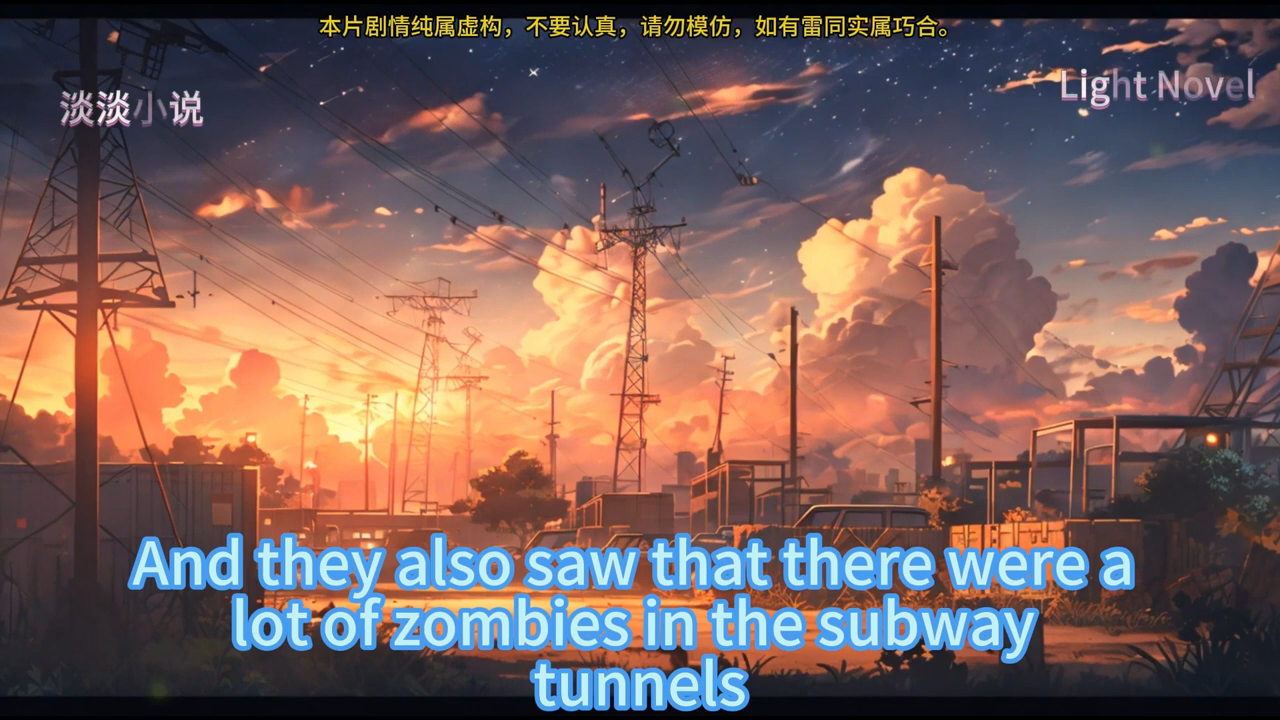 本片剧情纯属虚构，不要认真，请勿模仿，如有雷同实属巧合。
淡淡小说
Light Novel
And they also saw that there were a
lot of zombies in the subway
tunnels